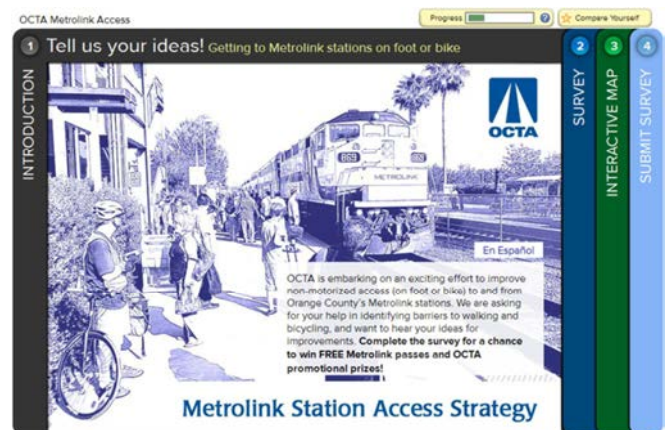 OCTA Metrolink Access
Progress
?
Compare Yourself
1 Tell us your ideas! Getting to Metrolink stations on foot or bike
INTRODUCTION
2 SURVEY
3 INTERACTIVE MAP
4 SUBMIT SURVEY
OCTA
869
869
METROLINK
En Español
OCTA is embarking on an exciting effort to improve
non-motorized access (on foot or bike) to and from
Orange County's Metrolink stations. We are asking
for your help in identifying barriers to walking and
bicycling, and want to hear your ideas for
improvements. Complete the survey for a chance
to win FREE Metrolink passes and OCTA
promotional prizes!
Metrolink Station Access Strategy